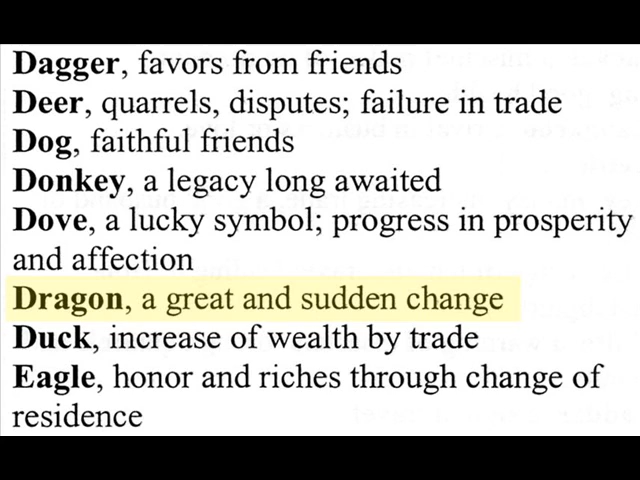 Dagger, favors from friends
Deer, quarrels, disputes; failure in trade
Dog, faithful friends
Donkey, a legacy long awaited
Dove, a lucky symbol; progress in prosperity
and affection
Dragon, a great and sudden change
Duck, increase of wealth by trade
Eagle, honor and riches through change of
residence